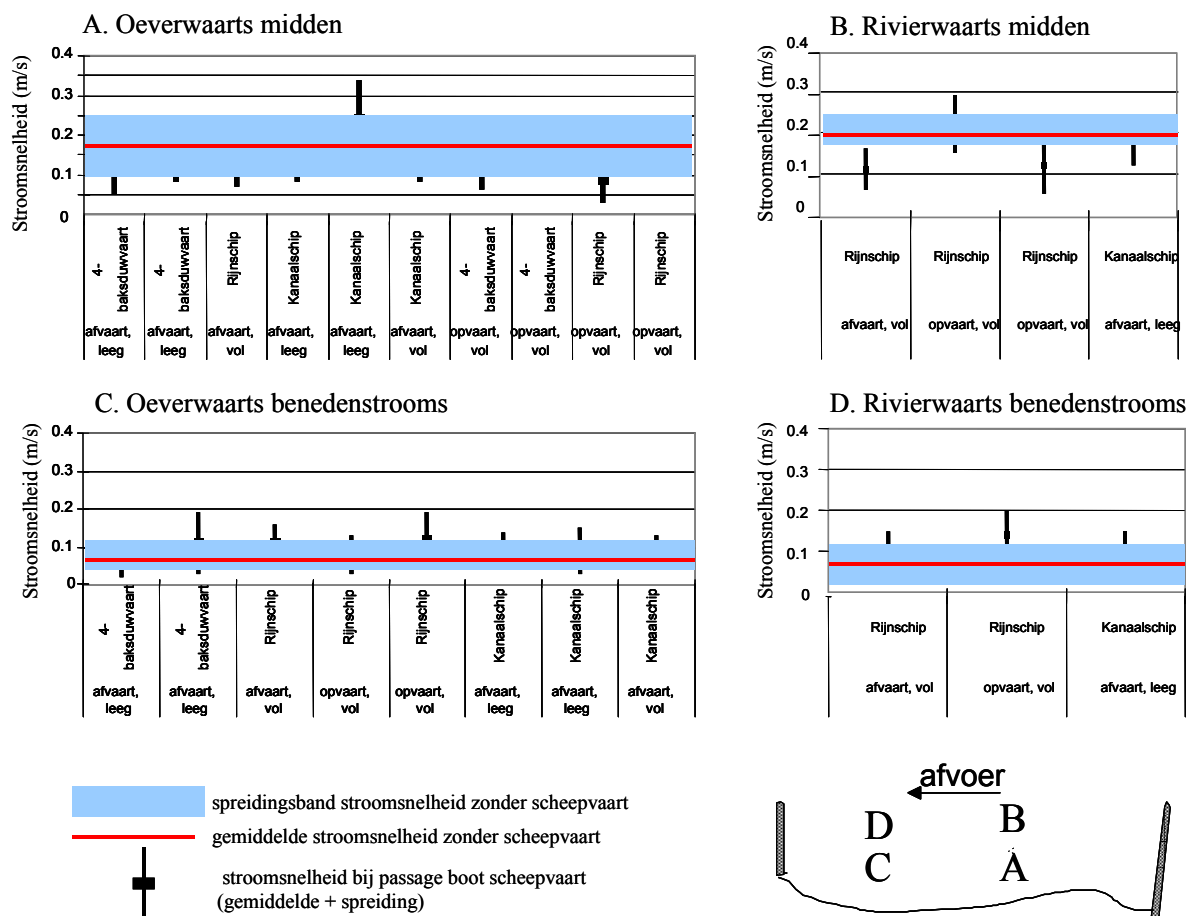 A. Oeverwaarts midden
Stroomsnelheid (m/s)
0.4
0.3
0.2
0.1
0
4-baksduwvaart
4-baksduwvaart
Rijnschip
Kanaalschip
Kanaalschip
Kanaalschip
4-baksduwvaart
4-baksduwvaart
Rijnschip
Rijnschip
afvaart, leeg
afvaart, leeg
afvaart, vol
afvaart, leeg
afvaart, leeg
afvaart, vol
opvaart, vol
opvaart, vol
opvaart, vol
opvaart, vol
B. Rivierwaarts midden
Stroomsnelheid (m/s)
0.4
0.3
0.2
0.1
0
Rijnschip
Rijnschip
Rijnschip
Kanaalschip
afvaart, vol
opvaart, vol
opvaart, vol
afvaart, leeg
C. Oeverwaarts benedenstrooms
Stroomsnelheid (m/s)
0.4
0.3
0.2
0.1
0
4-baksduwvaart
4-baksduwvaart
Rijnschip
Rijnschip
Rijnschip
Kanaalschip
Kanaalschip
Kanaalschip
afvaart, leeg
afvaart, leeg
afvaart, vol
opvaart, vol
opvaart, vol
afvaart, leeg
afvaart, leeg
afvaart, vol
D. Rivierwaarts benedenstrooms
Stroomsnelheid (m/s)
0.4
0.3
0.2
0.1
0
Rijnschip
Rijnschip
Kanaalschip
afvaart, vol
opvaart, vol
afvaart, leeg
spreidingsband stroomsnelheid zonder scheepvaart
gemiddelde stroomsnelheid zonder scheepvaart
stroomsnelheid bij passage boot scheepvaart
(gemiddelde + spreiding)
afvoer
D B
C A